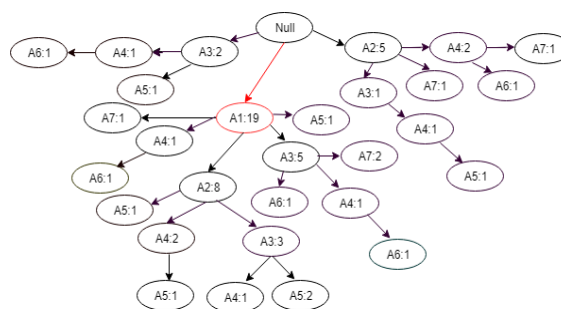 Null
A6:1 A4:1 A3:2 A2:5 A4:2 A7:1
A5:1 A3:1 A7:1 A6:1
A7:1 A1:19 A5:1
A4:1 A3:5 A7:2 A4:1
A6:1 A5:1
A2:8 A6:1 A4:1
A5:1
A4:2 A3:3 A6:1
A5:1 A4:1 A5:2